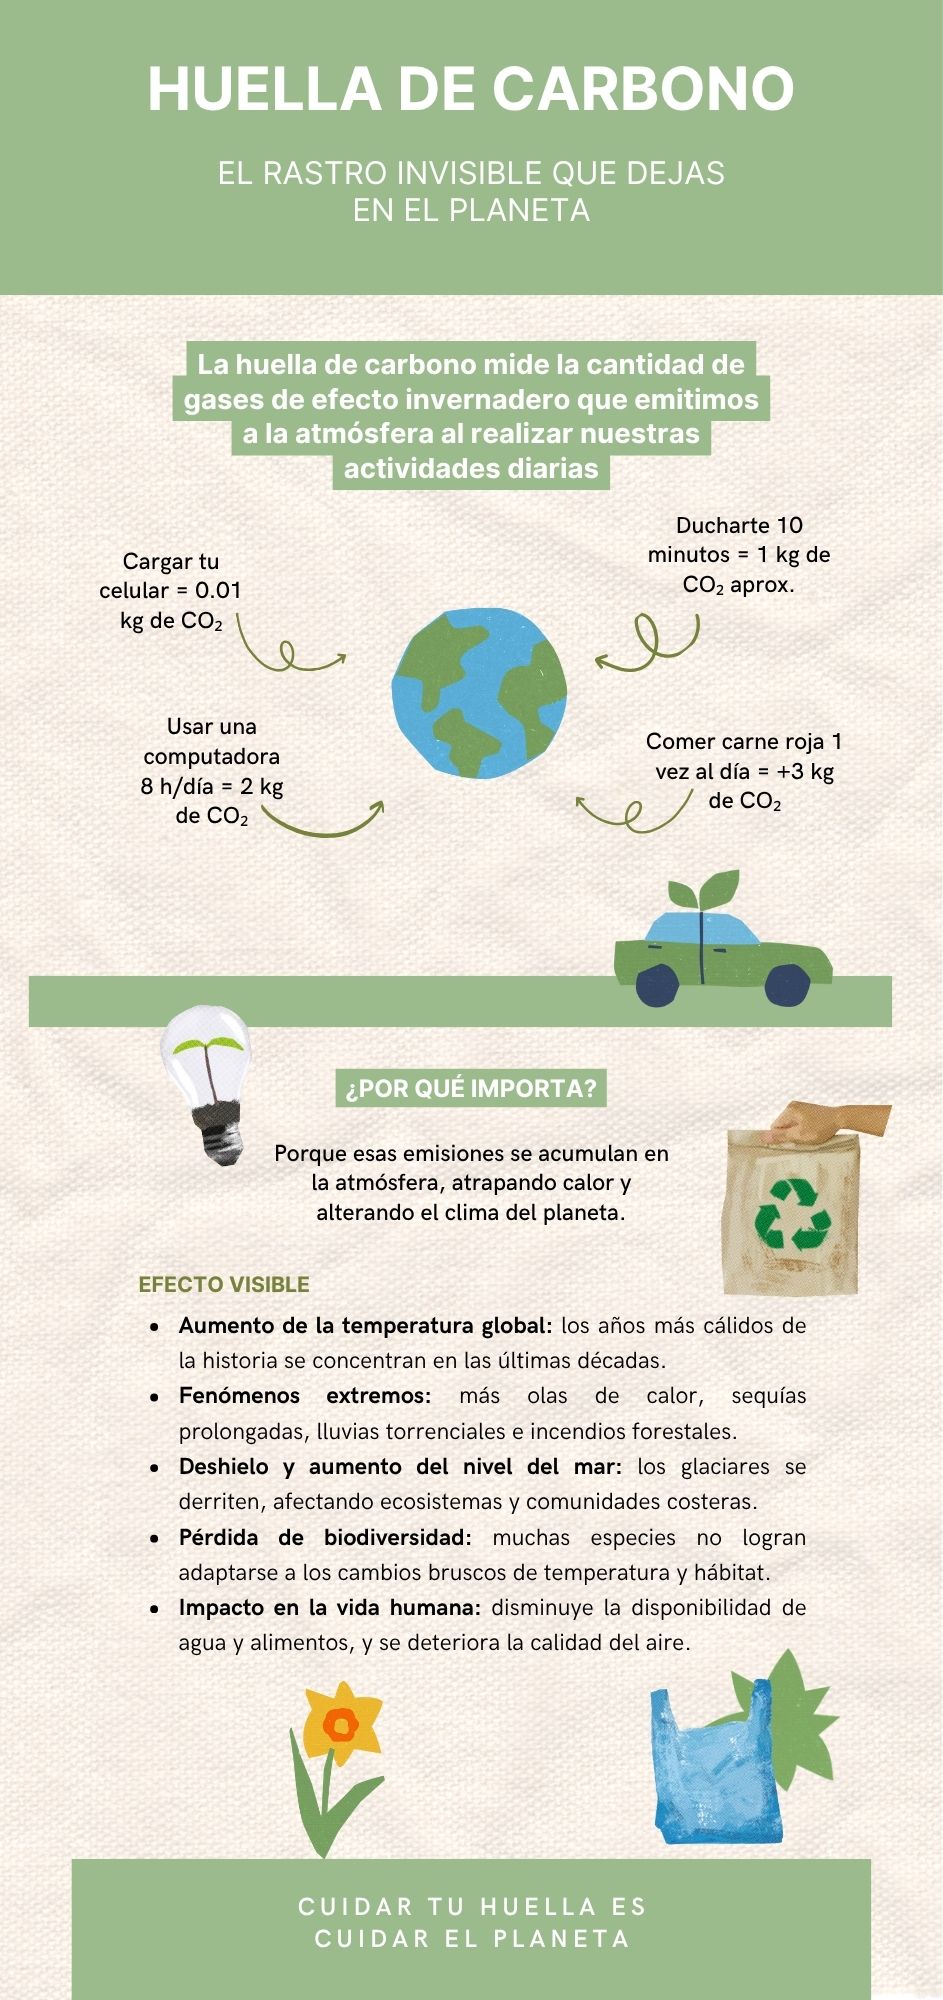 HUELLA DE CARBONO
EL RASTRO INVISIBLE QUE DEJAS
EN EL PLANETA
La huella de carbono mide la cantidad de
gases de efecto invernadero que emitimos
a la atmósfera al realizar nuestras
actividades diarias
Cargar tu
celular = 0.01
kg de CO₂
Ducharte 10
minutos = 1 kg de
CO₂ aprox.
Usar una
computadora
8 h/día = 2 kg
de CO₂
Comer carne roja 1
vez al día = +3 kg
de CO₂
¿POR QUÉ IMPORTA?
Porque esas emisiones se acumulan en
la atmósfera, atrapando calor y
alterando el clima del planeta.
EFECTO VISIBLE
• Aumento de la temperatura global: los años más cálidos de
la historia se concentran en las últimas décadas.
• Fenómenos extremos: más olas de calor, sequías
prolongadas, lluvias torrenciales e incendios forestales.
• Deshielo y aumento del nivel del mar: los glaciares se
derriten, afectando ecosistemas y comunidades costeras.
• Pérdida de biodiversidad: muchas especies no logran
adaptarse a los cambios bruscos de temperatura y hábitat.
• Impacto en la vida humana: disminuye la disponibilidad de
agua y alimentos, y se deteriora la calidad del aire.
CUIDAR TU HUELLA ES
CUIDAR EL PLANETA